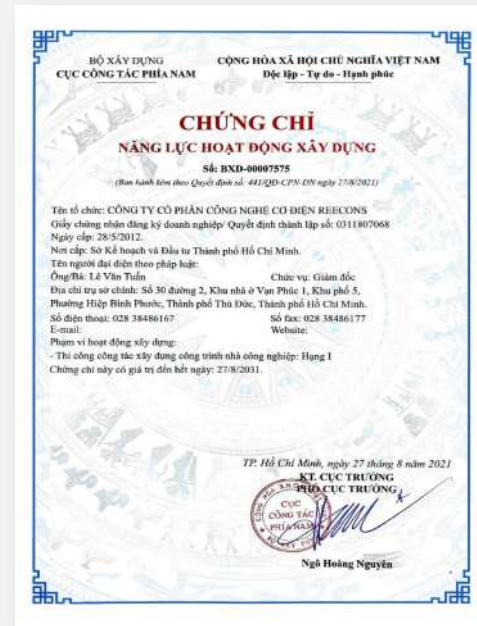 BỘ XÂY DỰNG
CỤC CÔNG TÁC PHÍA NAM
CỘNG HÒA XÃ HỘI CHỦ NGHĨA VIỆT NAM
Độc lập - Tự do - Hạnh phúc
CHỨNG CHỈ
NĂNG LỰC HOẠT ĐỘNG XÂY DỰNG
Số: BXD-00007575
(Ban hành kèm theo Quyết định số: 441/QĐ-CPN-DN ngày 27/8/2021)
Tên tổ chức: CÔNG TY CỔ PHẦN CÔNG NGHỆ CƠ ĐIỆN REECONS
Giấy chứng nhận đăng ký doanh nghiệp/ Quyết định thành lập số: 0311807068
Ngày cấp: 28/5/2012.
Nơi cấp: Sở Kế hoạch và Đầu tư Thành phố Hồ Chí Minh.
Tên người đại diện theo pháp luật:
Ông/Bà: Lê Văn Tuấn Chức vụ: Giám đốc
Địa chỉ trụ sở chính: Số 30 đường 2, Khu nhà ở Vạn Phúc 1, Khu phố 5,
Phường Hiệp Bình Phước, Thành phố Thủ Đức, Thành phố Hồ Chí Minh.
Số điện thoại: 028 38486167 Số fax: 028 38486177
E-mail: Website:
Phạm vi hoạt động xây dựng:
- Thi công công tác xây dựng công trình nhà công nghiệp: Hạng I
Chứng chỉ này có giá trị đến hết ngày: 27/8/2031.
TP. Hồ Chí Minh, ngày 27 tháng 8 năm 2021
KT. CỤC TRƯỞNG
PHÓ CỤC TRƯỞNG
CỤC
CÔNG TÁC
PHÍA NAM
Ngô Hoàng Nguyên